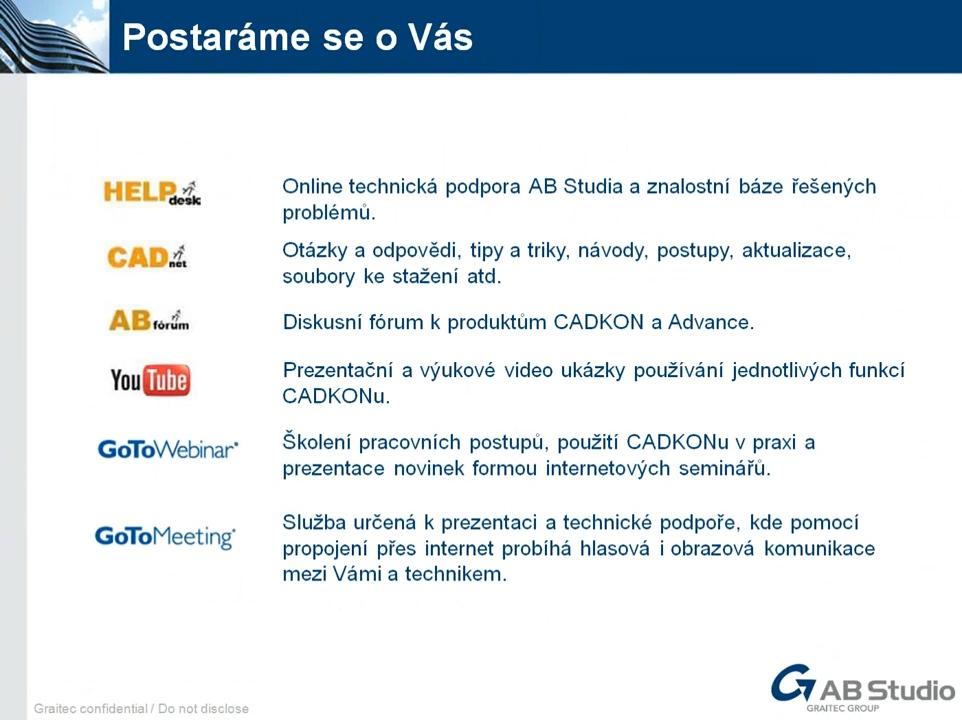 Postaráme se o Vás
HELPdesk
Online technická podpora AB Studia a znalostní báze řešených
problémů.
CADnet
Otázky a odpovědi, tipy a triky, návody, postupy, aktualizace,
soubory ke stažení atd.
ABfórum
Diskusní fórum k produktům CADKON a Advance.
YouTube
Prezentační a výukové video ukázky používání jednotlivých funkcí
CADKONu.
GoToWebinar
Školení pracovních postupů, použití CADKONu v praxi a
prezentace novinek formou internetových seminářů.
GoToMeeting
Služba určená k prezentaci a technické podpoře, kde pomocí
propojení přes internet probíhá hlasová i obrazová komunikace
mezi Vámi a technikem.
AB Studio
GRAITEC GROUP
Graitec confidential / Do not disclose